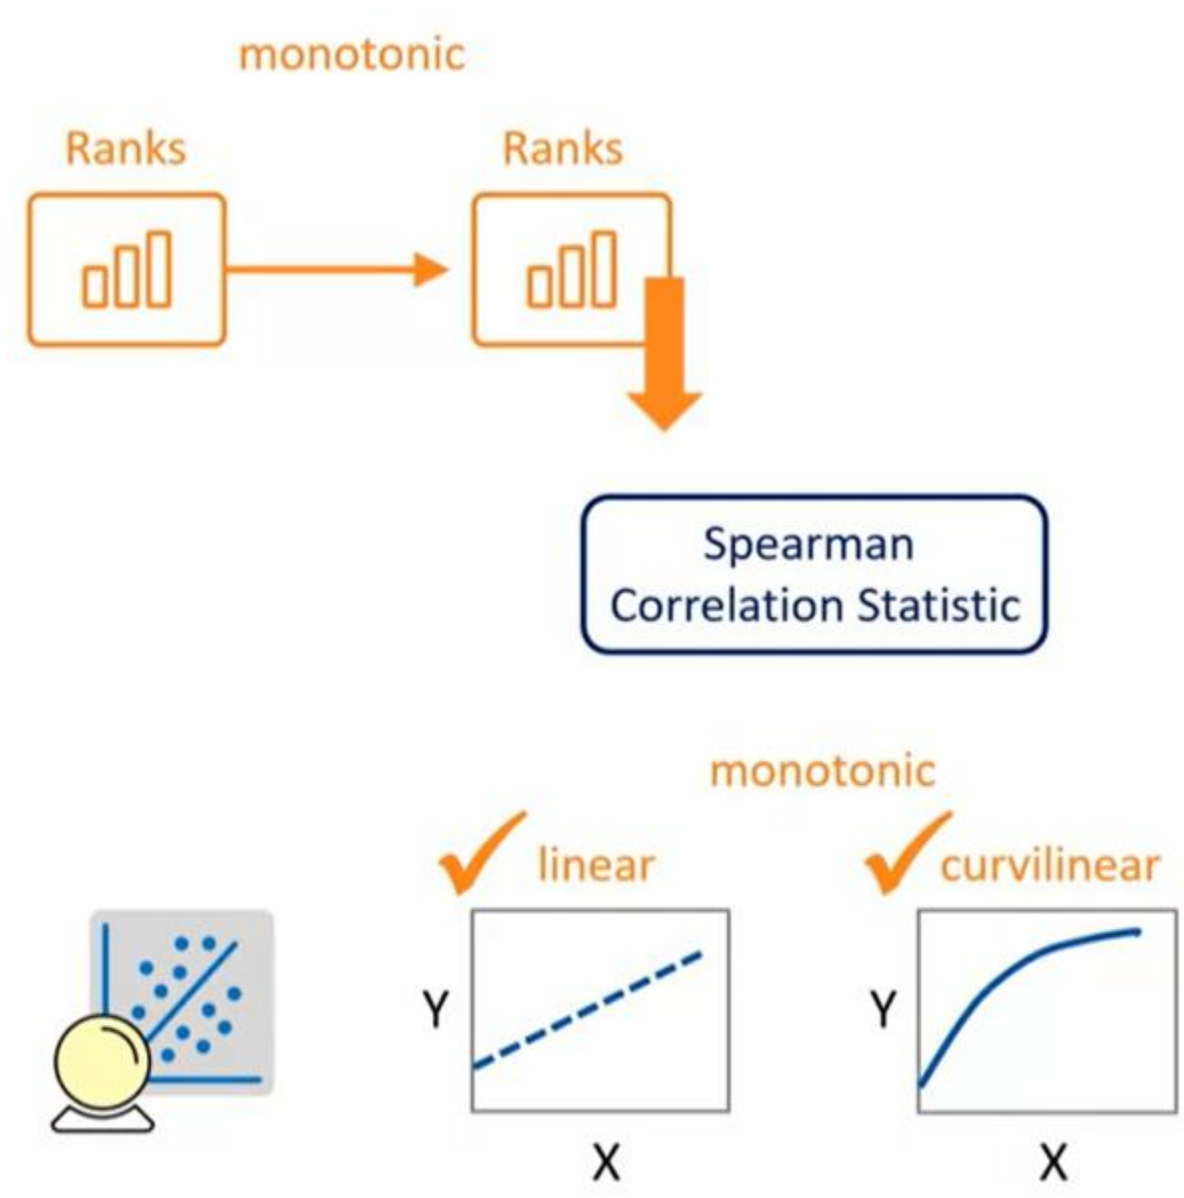 monotonic
Ranks
Ranks
Spearman
Correlation Statistic
monotonic
linear
curvilinear
Y
Y
X
X